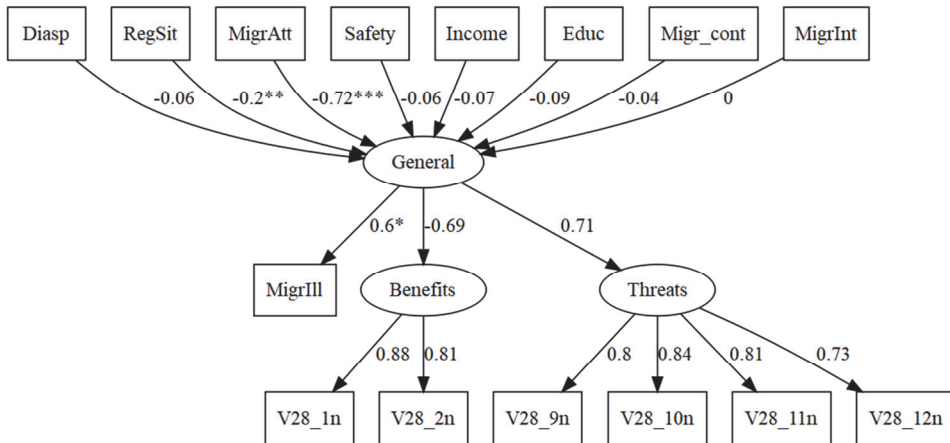 Diasp RegSit MigrAtt Safety Income Educ Migr_cont MigrInt
-0.06 -0.2** -0.72*** -0.06 -0.07 -0.09 -0.04 0
General
0.6* -0.69 0.71
MigrIll Benefits Threats
0.88 0.81 0.8 0.84 0.81 0.73
V28_1n V28_2n V28_9n V28_10n V28_11n V28_12n